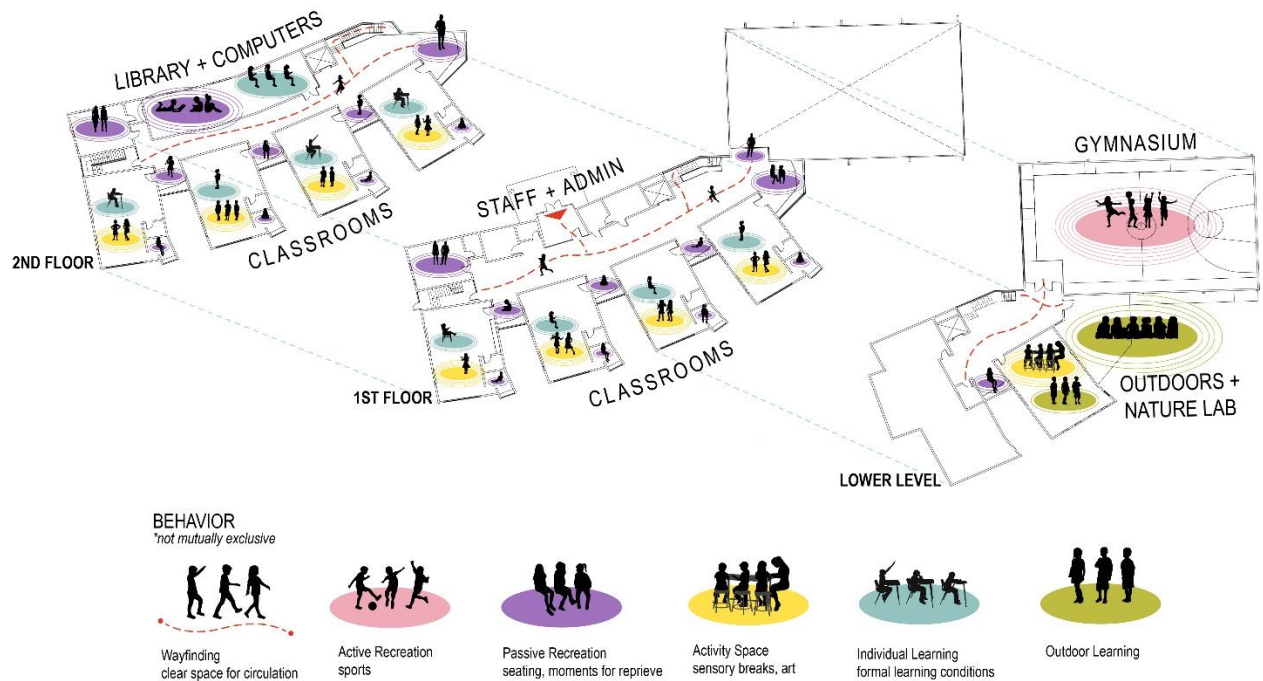 LIBRARY + COMPUTERS
CLASSROOMS
2ND FLOOR
STAFF + ADMIN
CLASSROOMS
1ST FLOOR
GYMNASIUM
OUTDOORS +
NATURE LAB
LOWER LEVEL
BEHAVIOR
*not mutually exclusive
Wayfinding
clear space for circulation
Active Recreation
sports
Passive Recreation
seating, moments for reprieve
Activity Space
sensory breaks, art
Individual Learning
formal learning conditions
Outdoor Learning